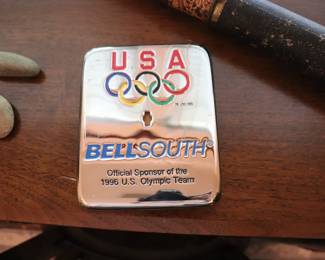 USA
BELLSOUTH®
Official Sponsor of the
1996 U.S. Olympic Team